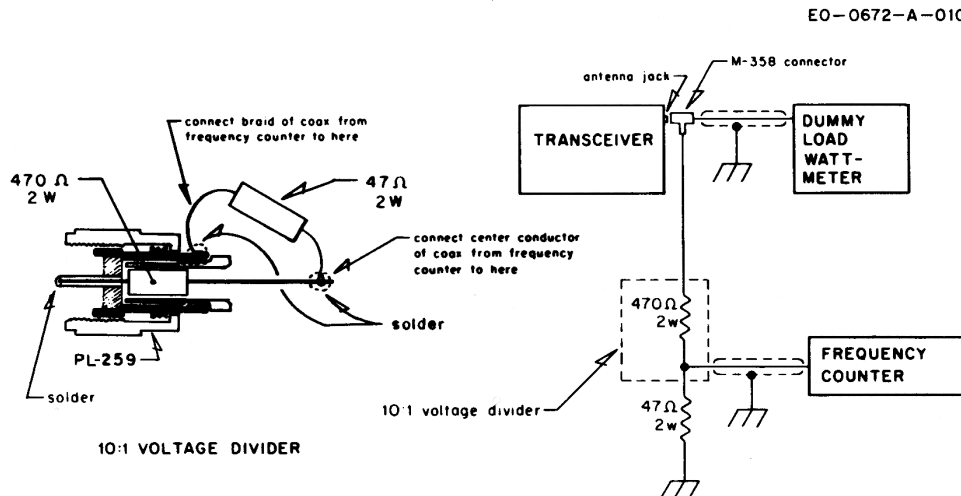 EO-0672-A-010
connect braid of coax from
frequency counter to here
470 Ω
2 W
47 Ω
2 W
connect center conductor
of coax from frequency
counter to here
solder
PL-259
solder
10:1 VOLTAGE DIVIDER
antenna jack
M-358 connector
TRANSCEIVER
DUMMY
LOAD
WATT-
METER
470Ω
2w
10:1 voltage divider
47Ω
2w
FREQUENCY
COUNTER